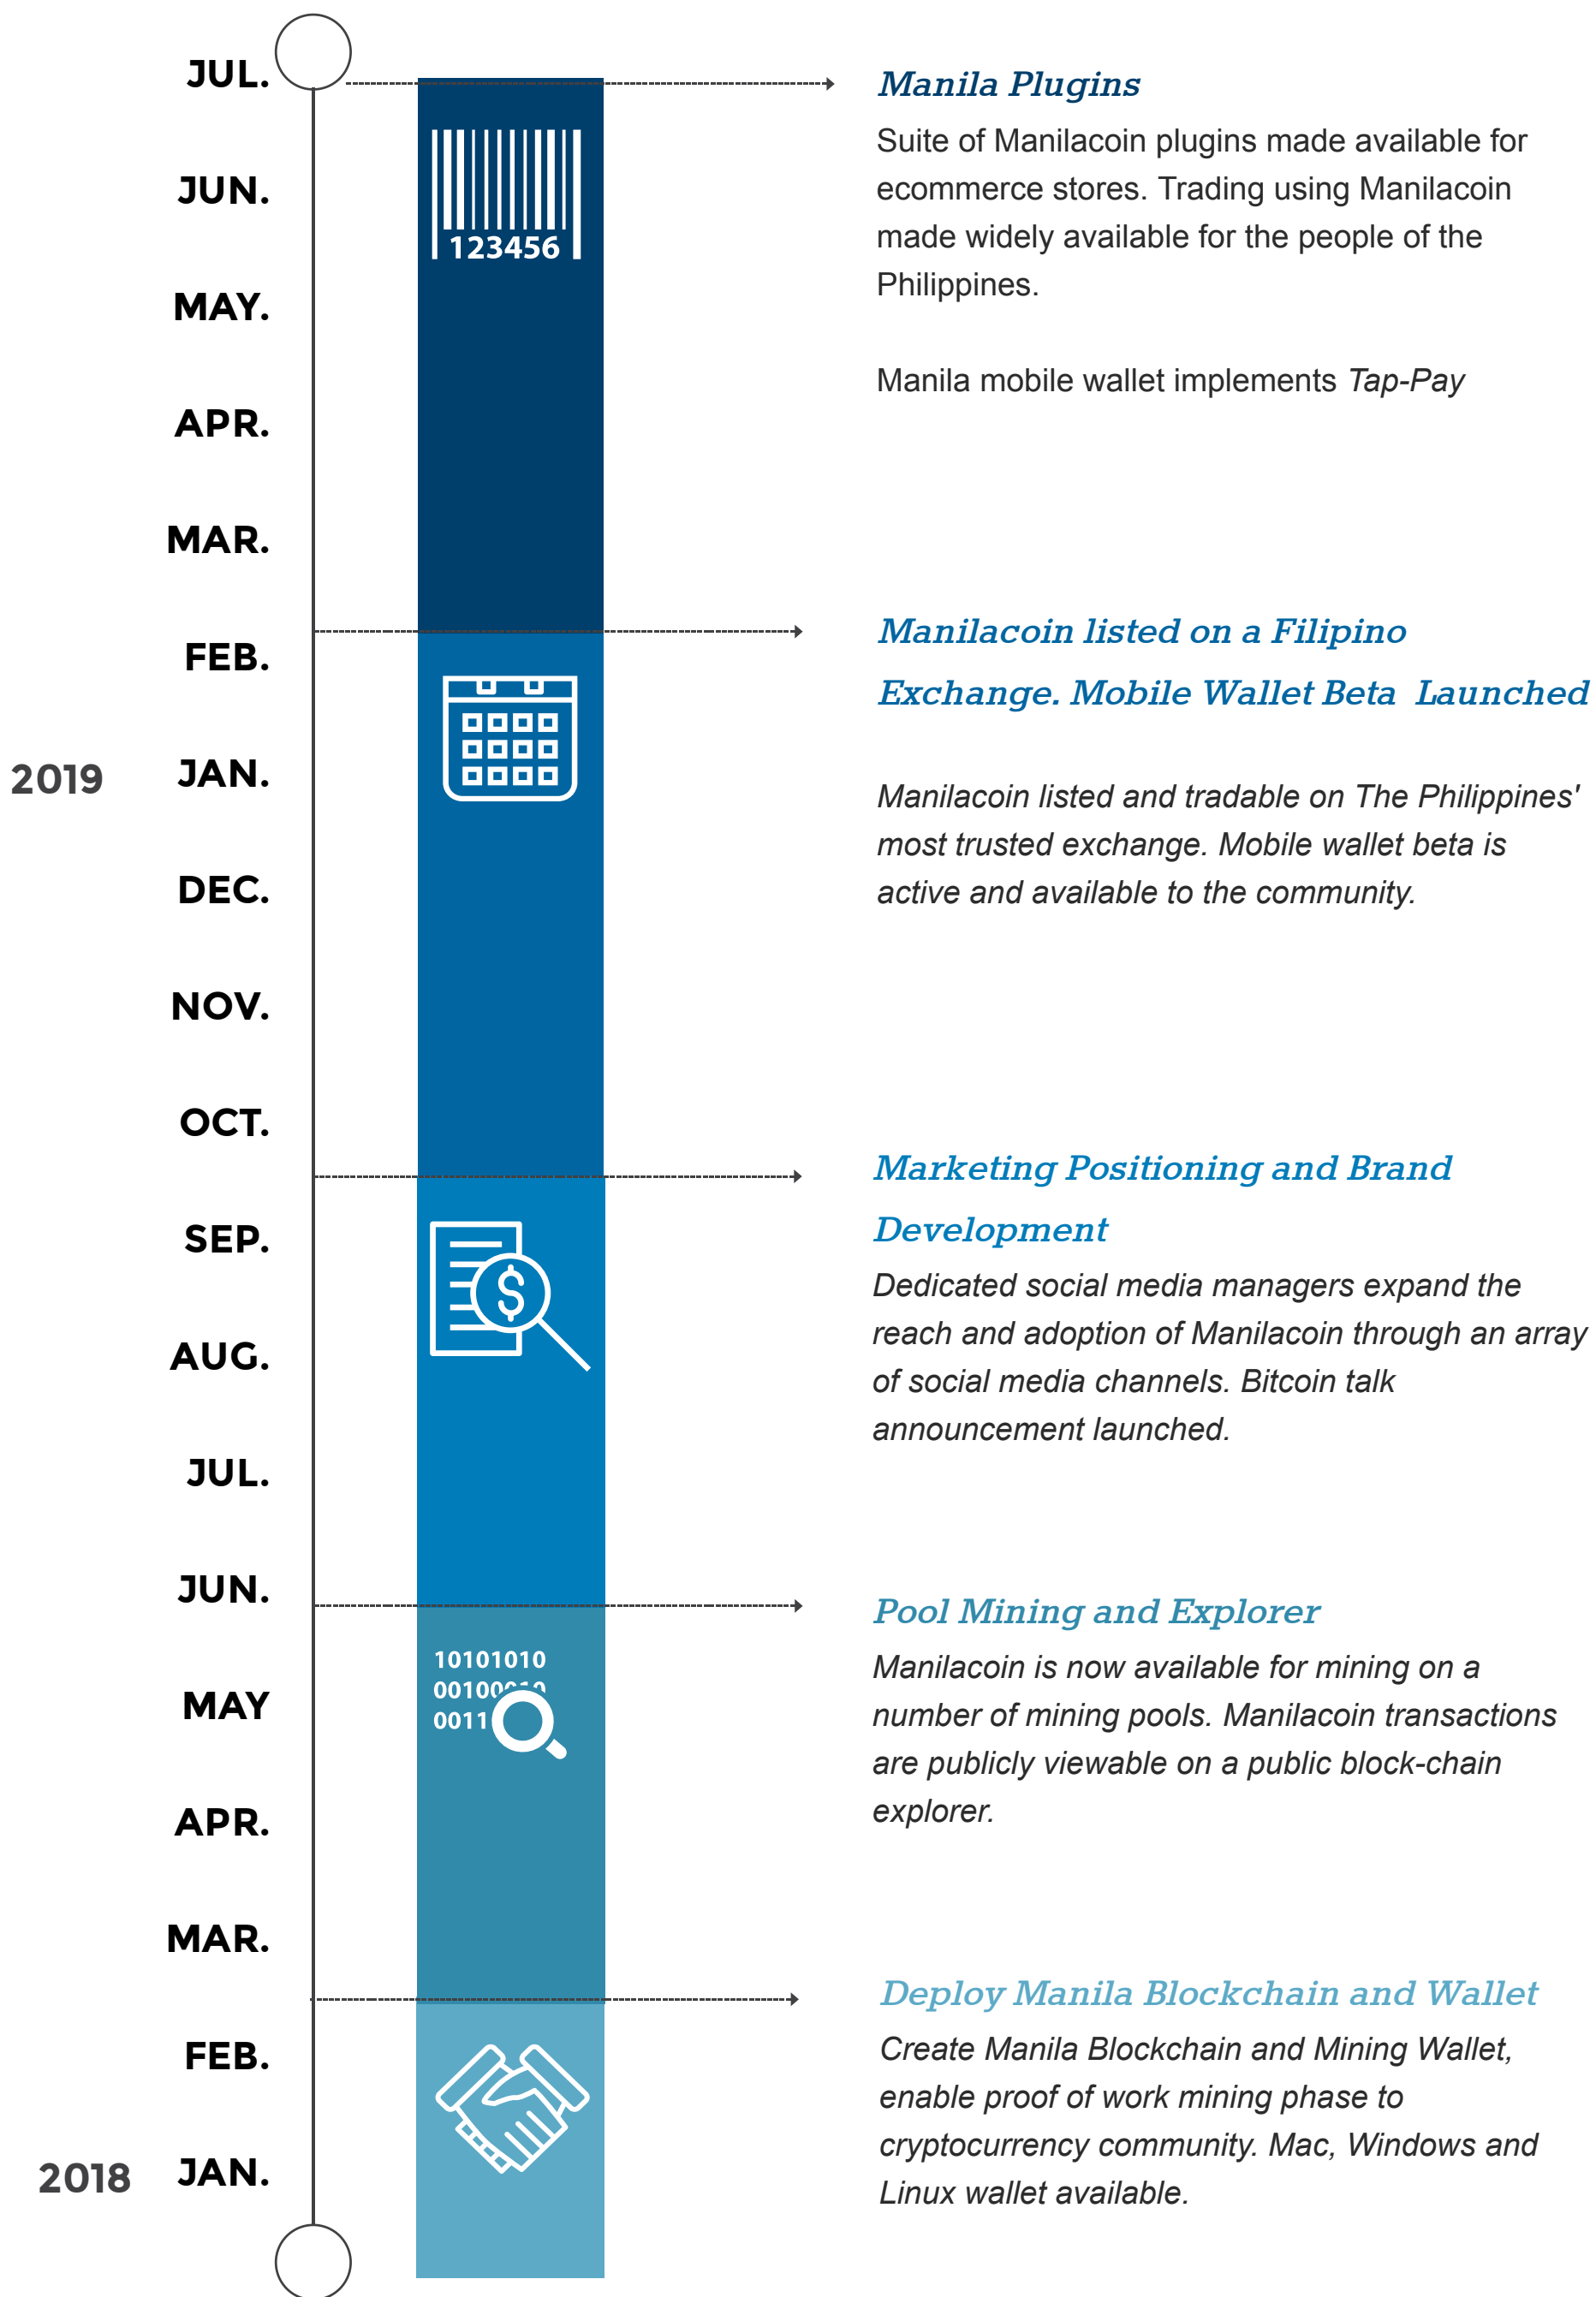 JUL.
Manila Plugins
Suite of Manilacoin plugins made available for
ecommerce stores. Trading using Manilacoin
made widely available for the people of the
Philippines.
Manila mobile wallet implements Tap-Pay
123456
JUN.
MAY.
APR.
MAR.
FEB.
Manilacoin listed on a Filipino
Exchange. Mobile Wallet Beta Launched
Manilacoin listed and tradable on The Philippines'
most trusted exchange. Mobile wallet beta is
active and available to the community.
2019
JAN.
DEC.
NOV.
OCT.
Marketing Positioning and Brand
Development
Dedicated social media managers expand the
reach and adoption of Manilacoin through an array
of social media channels. Bitcoin talk
announcement launched.
SEP.
AUG.
JUL.
JUN.
Pool Mining and Explorer
Manilacoin is now available for mining on a
number of mining pools. Manilacoin transactions
are publicly viewable on a public block-chain
explorer.
10101010
0011
MAY
APR.
MAR.
Deploy Manila Blockchain and Wallet
Create Manila Blockchain and Mining Wallet,
enable proof of work mining phase to
cryptocurrency community. Mac, Windows and
Linux wallet available.
FEB.
2018
JAN.